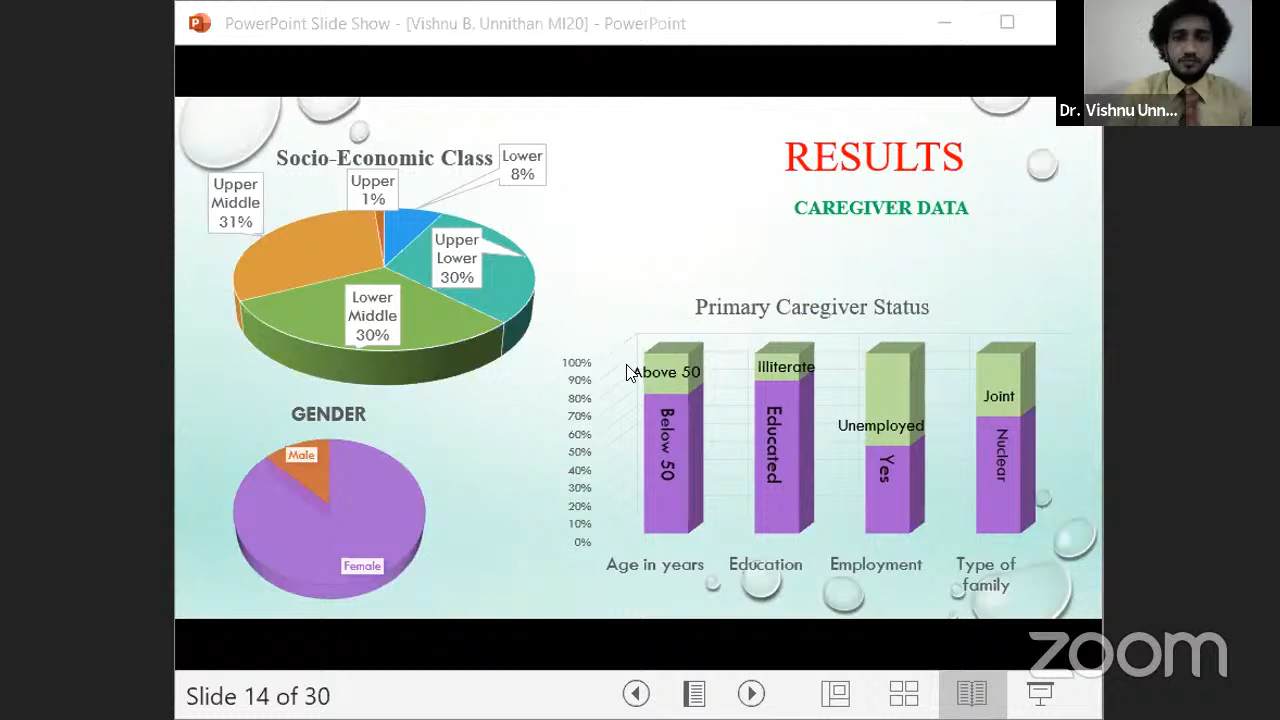 PowerPoint Slide Show - [Vishnu B. Unnithan MI20] - PowerPoint
Dr. Vishnu Unn...
RESULTS
CAREGIVER DATA
Socio-Economic Class
Lower
8%
Upper
1%
Upper
Middle
31%
Upper
Lower
30%
Lower
Middle
30%
GENDER
Male
Female
Primary Caregiver Status
100%
90%
80%
70%
60%
50%
40%
30%
20%
10%
0%
Above 50
Below 50
Illiterate
Educated
Unemployed
Yes
Joint
Nuclear
Age in years
Education
Employment
Type of
family
zoom
Slide 14 of 30